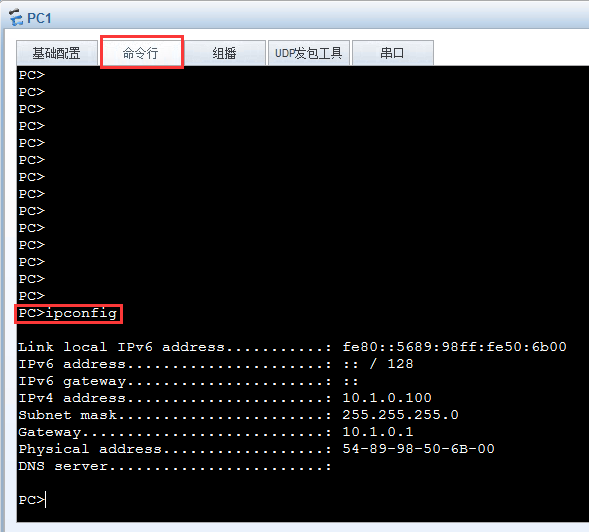 PC1
基础配置 命令行 组播 UDP发包工具 串口
PC>
PC>
PC>
PC>
PC>
PC>
PC>
PC>
PC>
PC>
PC>
PC>
PC>
PC>
PC>ipconfig
Link local IPv6 address...........: fe80::5689:98ff:fe50:6b00
IPv6 address......................: :: / 128
IPv6 gateway......................: ::
IPv4 address......................: 10.1.0.100
Subnet mask.......................: 255.255.255.0
Gateway...........................: 10.1.0.1
Physical address..................: 54-89-98-50-6B-00
DNS server........................:
PC>